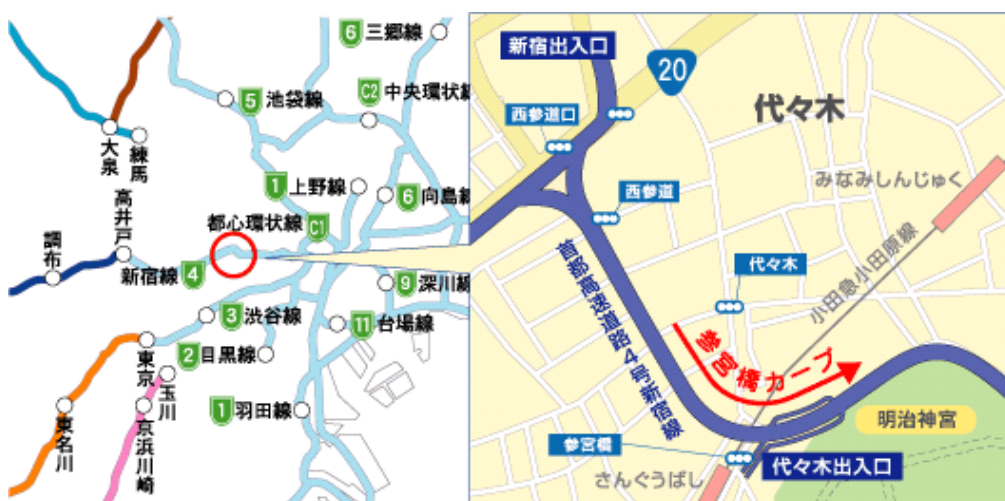 6 三郷線
C2 中央環状線
5 池袋線
大泉
練馬
1 上野線
6 向島線
高井戸
都心環状線 C1
調布
新宿線 4
9 深川線
3 渋谷線
11 台場線
2 目黒線
東京
玉川
1 羽田線
東名川
京浜川崎
新宿出入口
20
代々木
西参道口
みなみしんじゅく
西参道
代々木
小田急小田原線
首都高速道路4号新宿線
参宮橋カーブ
明治神宮
参宮橋
代々木出入口
さんぐうばし